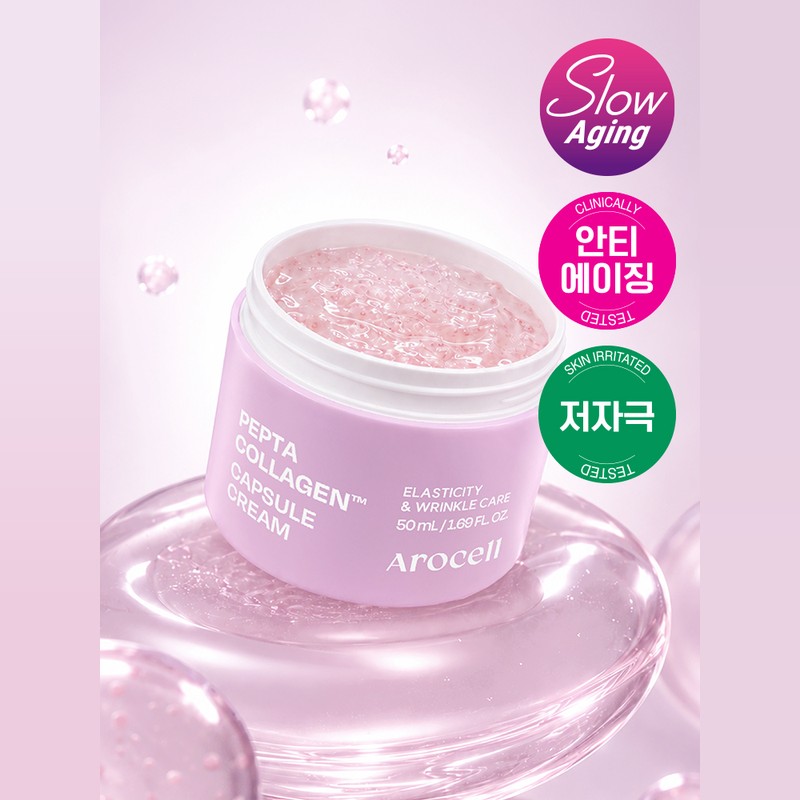 Slow
Aging
CLINICALLY
안티
에이징
TESTED
SKIN IRRITATED
저자극
TESTED
PEPTA
COLLAGEN™
CAPSULE
CREAM
ELASTICITY
& WRINKLE CARE
50 mL / 1.69 FL. OZ.
Arocell